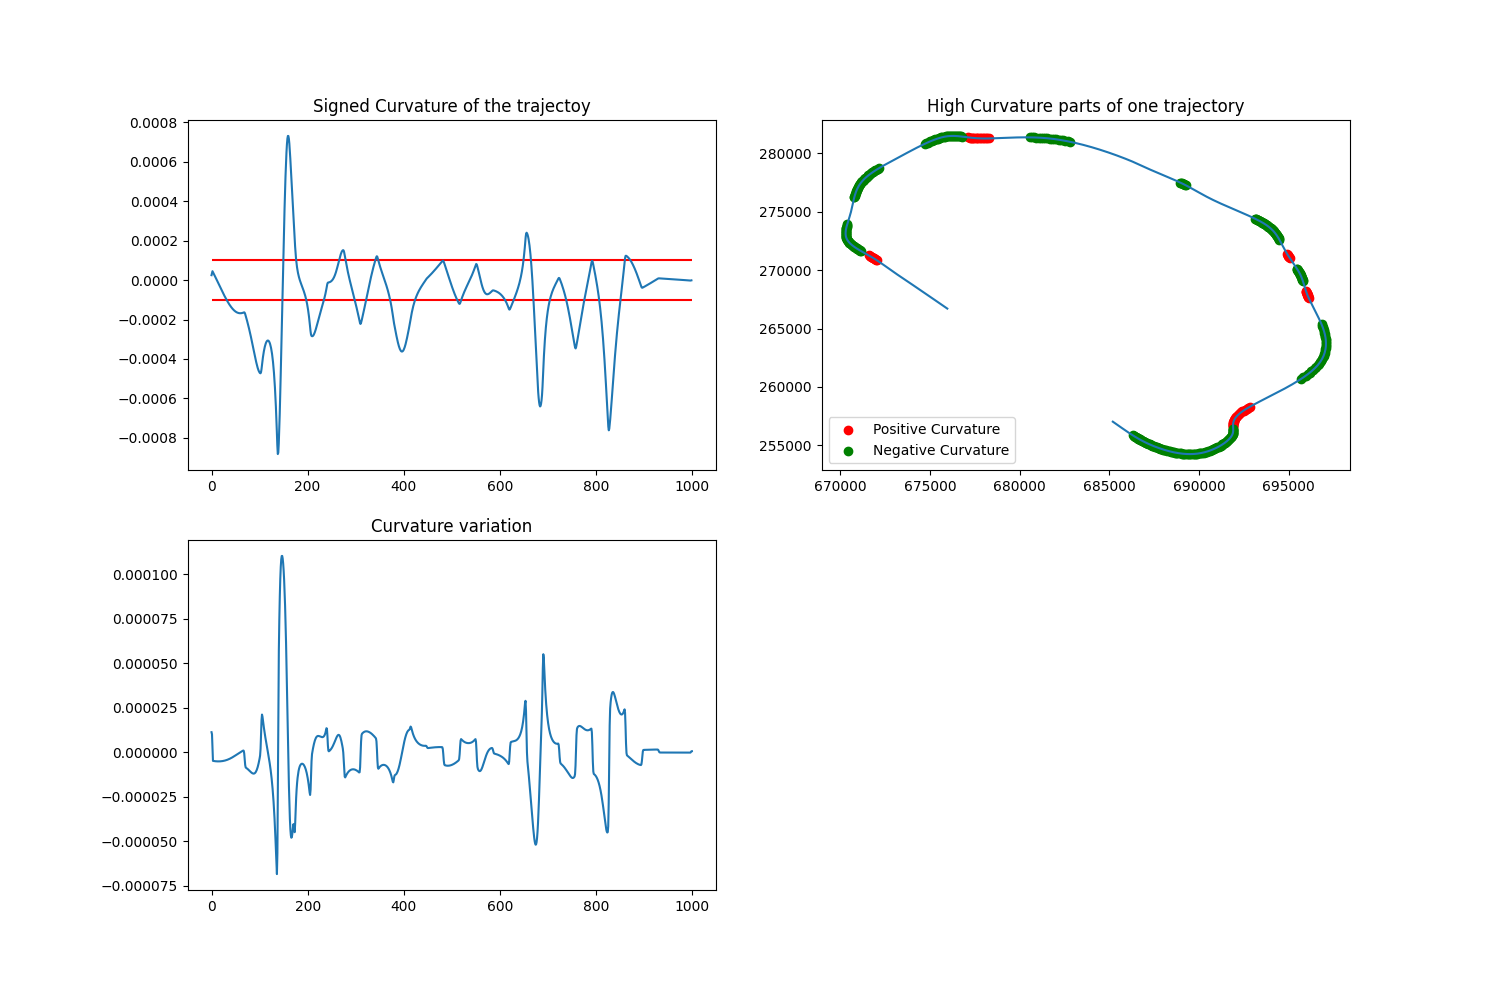 Signed Curvature of the trajectoy
0.0008
0.0006
0.0004
0.0002
0.0000
−0.0002
−0.0004
−0.0006
−0.0008
0 200 400 600 800 1000
High Curvature parts of one trajectory
280000
275000
270000
265000
260000
255000
Positive Curvature
Negative Curvature
670000 675000 680000 685000 690000 695000
Curvature variation
0.000100
0.000075
0.000050
0.000025
0.000000
−0.000025
−0.000050
−0.000075
0 200 400 600 800 1000